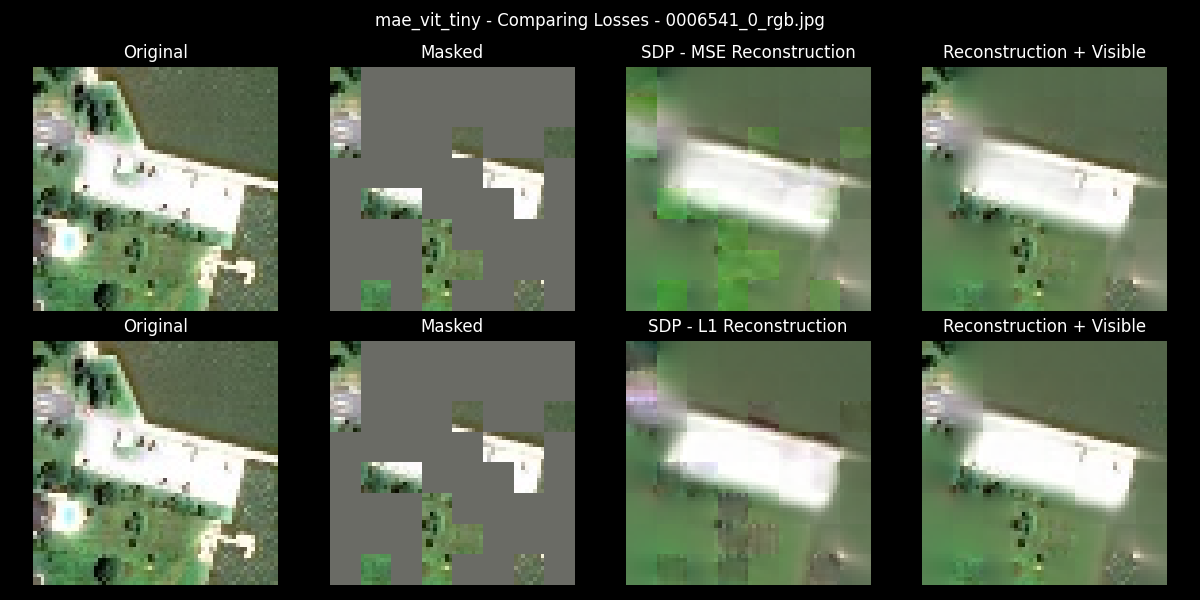 mae_vit_tiny - Comparing Losses - 0006541_0_rgb.jpg
Original Masked SDP - MSE Reconstruction Reconstruction + Visible
Original Masked SDP - L1 Reconstruction Reconstruction + Visible